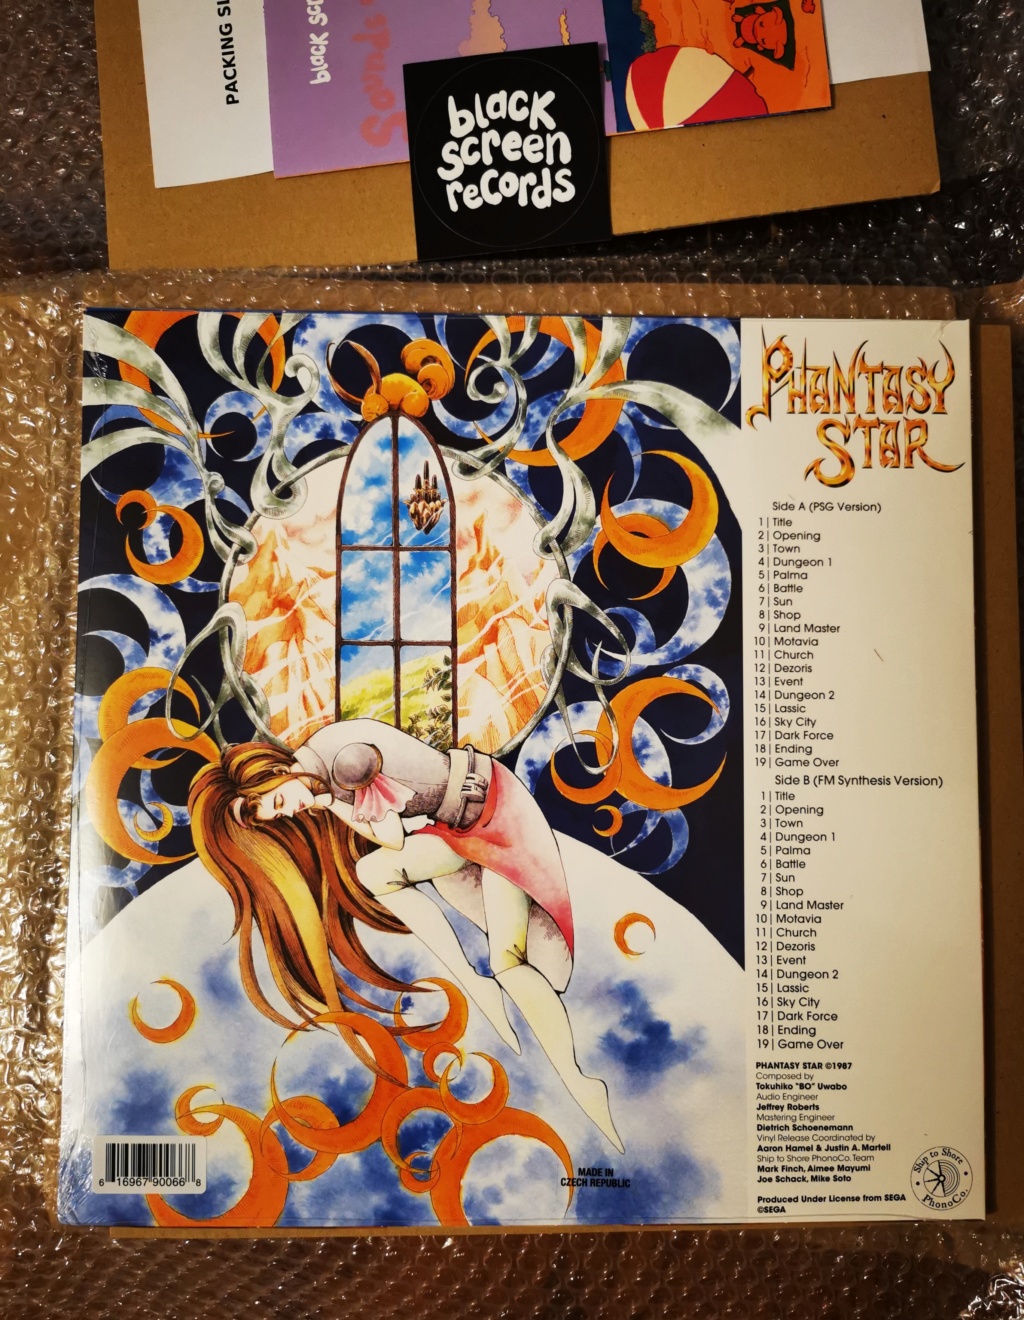 PACKING SL
black sc
Sounds
black
screen
records
PHANTASY
STAR
Side A (PSG Version)
1| Title
2| Opening
3| Town
4| Dungeon 1
5| Palma
6| Battle
7| Sun
8| Shop
9| Land Master
10| Motavia
11| Church
12| Dezoris
13| Event
14| Dungeon 2
15| Lassic
16| Sky City
17| Dark Force
18| Ending
19| Game Over
Side B (FM Synthesis Version)
1| Title
2| Opening
3| Town
4| Dungeon 1
5| Palma
6| Battle
7| Sun
8| Shop
9| Land Master
10| Motavia
11| Church
12| Dezoris
13| Event
14| Dungeon 2
15| Lassic
16| Sky City
17| Dark Force
18| Ending
19| Game Over
PHANTASY STAR ©1987
Composed by
Tokuhiko "BO" Uwabo
Audio Engineer
Jeffrey Roberts
Mastering Engineer
Dietrich Schoenemann
Vinyl Release Coordinated by
Aaron Hamel & Justin A. Martell
Ship to Shore PhonoCo. Team
Mark Finch, Aimee Mayumi
Joe Schack, Mike Soto
Produced Under License from SEGA
©SEGA
Ship to Shore
PhonoCo.
MADE IN
CZECH REPUBLIC
6 16967 90066 8